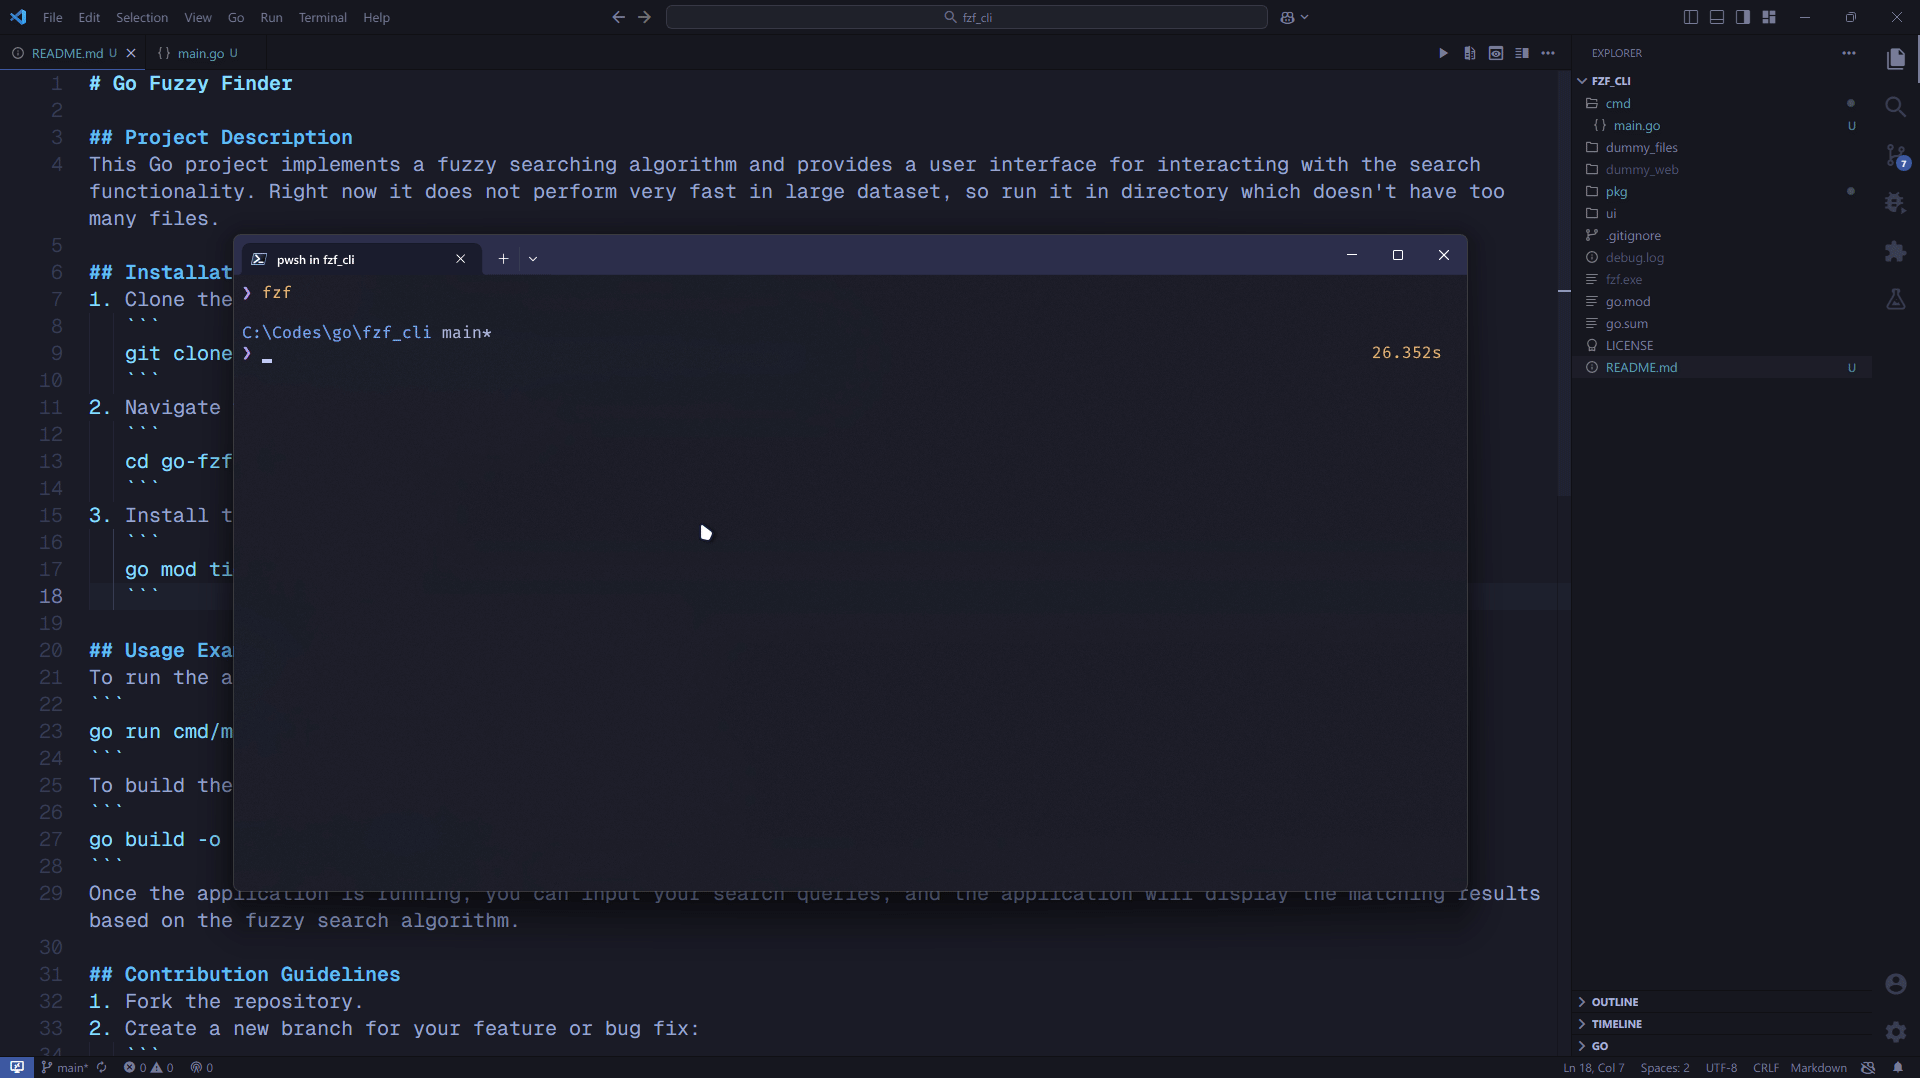 File Edit Selection View Go Run Terminal Help
fzf_cli
README.md U
main.go U
1 # Go Fuzzy Finder
2
3 ## Project Description
4 This Go project implements a fuzzy searching algorithm and provides a user interface for interacting with the search
functionality. Right now it does not perform very fast in large dataset, so run it in directory which doesn't have too
many files.
5
6 ## Installat
7 1. Clone the
8 ```
9 git clone
10 ```
11 2. Navigate
12 ```
13 cd go-fzf
14 ```
15 3. Install t
16 ```
17 go mod ti
18 ```
19
20 ## Usage Exa
21 To run the a
22 ```
23 go run cmd/m
24 ```
25 To build the
26 ```
27 go build -o
28 ```
29 Once the application is running, you can input your search queries, and the application will display the matching results
based on the fuzzy search algorithm.
30
31 ## Contribution Guidelines
32 1. Fork the repository.
33 2. Create a new branch for your feature or bug fix:
34 ```
pwsh in fzf_cli
❯ fzf
C:\Codes\go\fzf_cli main*
❯ _
26.352s
EXPLORER
FZF_CLI
cmd
{} main.go U
dummy_files
dummy_web
pkg
ui
.gitignore
debug.log
fzf.exe
go.mod
go.sum
LICENSE
README.md U
7
OUTLINE
TIMELINE
GO
main* 0 0 0
Ln 18, Col 7 Spaces: 2 UTF-8 CRLF Markdown